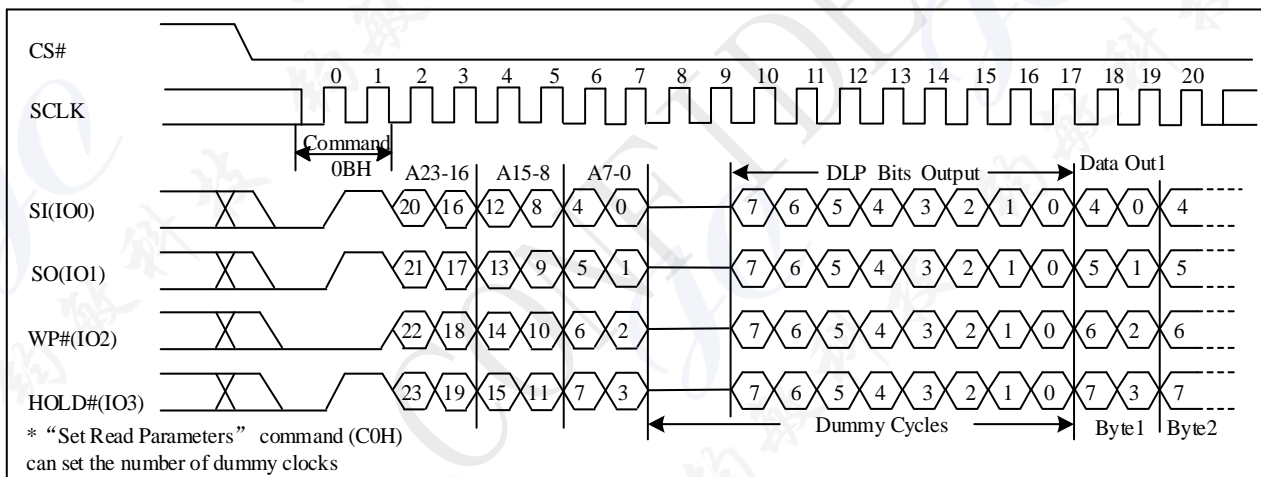 CS#
0 1 2 3 4 5 6 7 8 9 10 11 12 13 14 15 16 17 18 19 20
SCLK
Command
0BH
A23-16 A15-8 A7-0 DLP Bits Output Data Out1
SI(IO0) 20 16 12 8 4 0 7 6 5 4 3 2 1 0 4 0 4
SO(IO1) 21 17 13 9 5 1 7 6 5 4 3 2 1 0 5 1 5
WP#(IO2) 22 18 14 10 6 2 7 6 5 4 3 2 1 0 6 2 6
HOLD#(IO3) 23 19 15 11 7 3 7 6 5 4 3 2 1 0 7 3 7
Dummy Cycles Byte1 Byte2
* “Set Read Parameters” command (C0H)
can set the number of dummy clocks